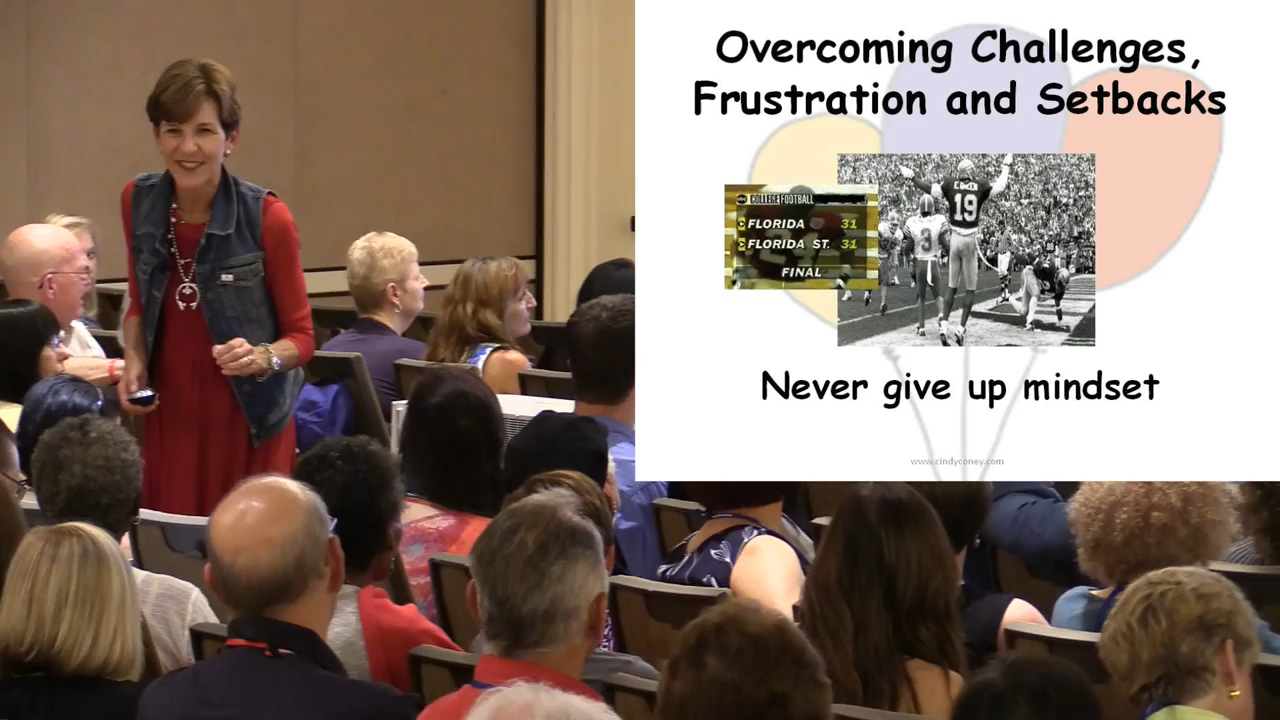 Overcoming Challenges,
Frustration and Setbacks
abc COLLEGE FOOTBALL
FLORIDA 31
FLORIDA ST. 31
FINAL
19
3
Never give up mindset
www.cindyconey.com